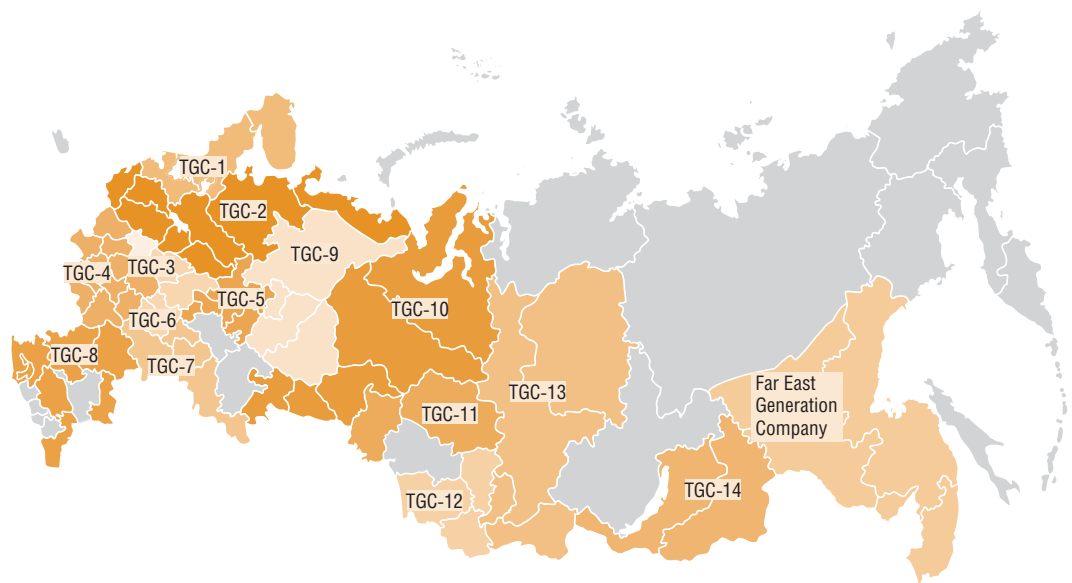 TGC-1
TGC-2
TGC-9
TGC-3
TGC-4
TGC-5
TGC-10
TGC-6
TGC-8
TGC-7
TGC-13
Far East
Generation
Company
TGC-11
TGC-14
TGC-12